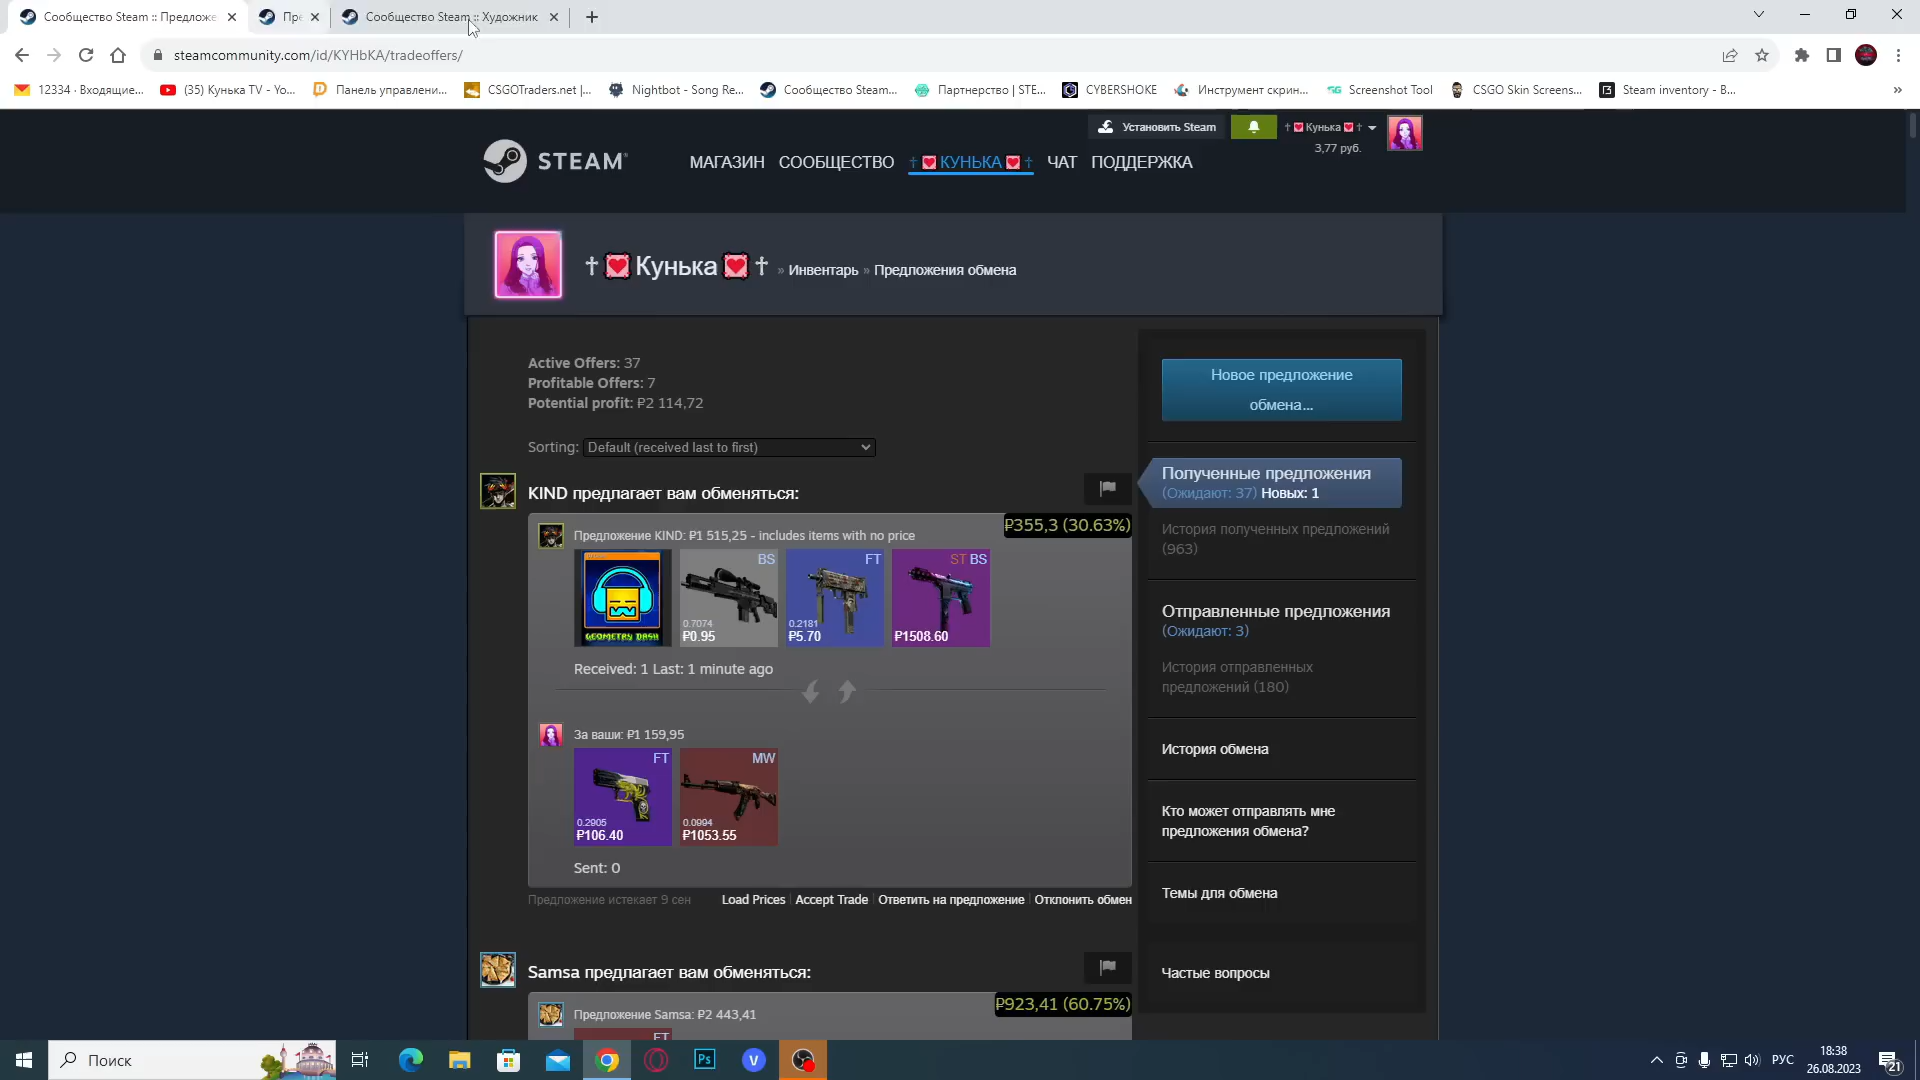 Сообщество Steam :: Предложе
Пре
Сообщество Steam :: Художник
steamcommunity.com/id/KYHbKA/tradeoffers/
12334 · Входящие...
(35) Кунька TV - Yo...
Панель управлени...
CSGOTraders.net |...
Nightbot - Song Re...
Сообщество Steam...
Партнерство | STE...
CYBERSHOKE
Инструмент скрин...
Screenshot Tool
CSGO Skin Screens...
Steam inventory - B...
»
Установить Steam
†💟Кунька💟†
3,77 руб.
STEAM®
МАГАЗИН
СООБЩЕСТВО
†💟КУНЬКА💟†
ЧАТ
ПОДДЕРЖКА
†💟Кунька💟† » Инвентарь » Предложения обмена
Active Offers: 37
Profitable Offers: 7
Potential profit: ₽2 114,72
Sorting: Default (received last to first)
KIND предлагает вам обменяться:
₽355,3 (30.63%)
Предложение KIND: ₽1 515,25 - includes items with no price
GEOMETRY DASH
BS
0.7074
₽0.95
FT
0.2181
₽5.70
ST BS
₽1508.60
Received: 1 Last: 1 minute ago
За ваши: ₽1 159,95
FT
0.2905
₽106.40
MW
0.0994
₽1053.55
Sent: 0
Предложение истекает 9 сен
Load Prices | Accept Trade | Ответить на предложение | Отклонить обмен
Samsa предлагает вам обменяться:
₽923,41 (60.75%)
Предложение Samsa: ₽2 443,41
FT
Новое предложение
обмена...
Полученные предложения
(Ожидают: 37) Новых: 1
История полученных предложений
(963)
Отправленные предложения
(Ожидают: 3)
История отправленных
предложений (180)
История обмена
Кто может отправлять мне
предложения обмена?
Темы для обмена
Частые вопросы
Поиск
Ps
V
РУС
18:38
26.08.2023
21